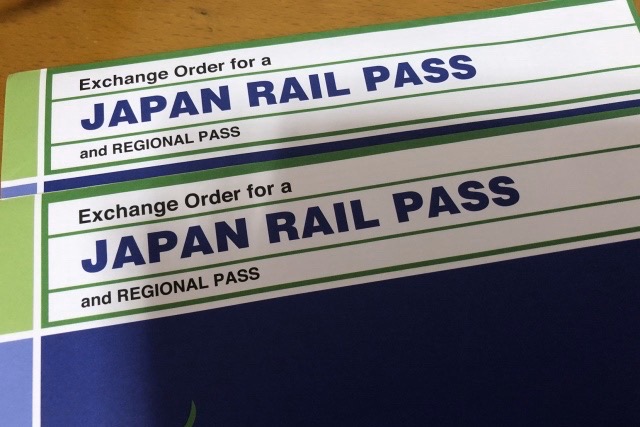 Exchange Order for a
JAPAN RAIL PASS
and REGIONAL PASS
Exchange Order for a
JAPAN RAIL PASS
and REGIONAL PASS